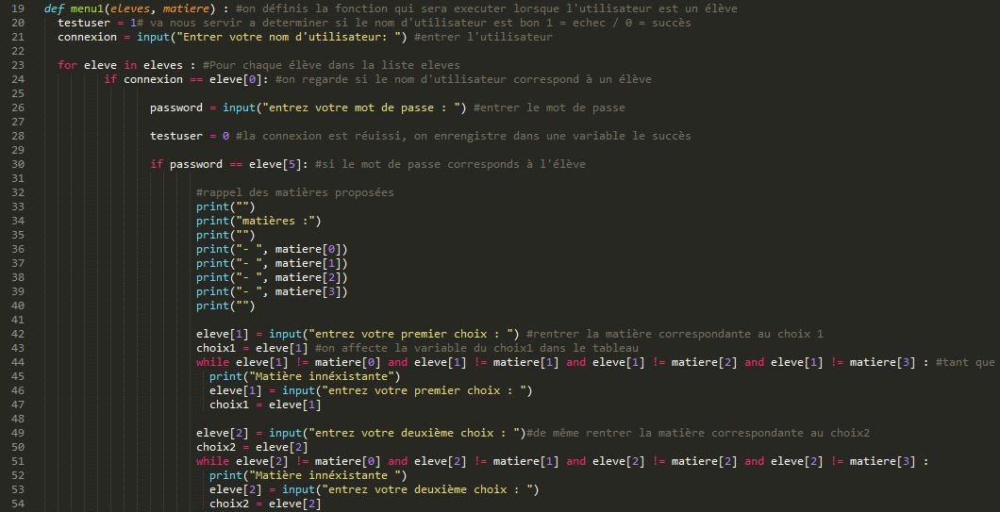 19 def menu1(eleves, matiere) : #on définis la fonction qui sera executer lorsque l'utilisateur est un élève
20 testuser = 1# va nous servir a determiner si le nom d'utilisateur est bon 1 = echec / 0 = succès
21 connexion = input("Entrer votre nom d'utilisateur: ") #entrer l'utilisateur
22
23 for eleve in eleves : #Pour chaque élève dans la liste eleves
24 if connexion == eleve[0]: #on regarde si le nom d'utilisateur correspond à un élève
25
26 password = input("entrez votre mot de passe : ") #entrer le mot de passe
27
28 testuser = 0 #la connexion est réuissi, on enrengistre dans une variable le succès
29
30 if password == eleve[5]: #si le mot de passe corresponds à l'élève
31
32 #rappel des matières proposées
33 print("")
34 print("matières :")
35 print("")
36 print("- ", matiere[0])
37 print("- ", matiere[1])
38 print("- ", matiere[2])
39 print("- ", matiere[3])
40 print("")
41
42 eleve[1] = input("entrez votre premier choix : ") #rentrer la matière correspondante au choix 1
43 choix1 = eleve[1] #on affecte la variable du choix1 dans le tableau
44 while eleve[1] != matiere[0] and eleve[1] != matiere[1] and eleve[1] != matiere[2] and eleve[1] != matiere[3] : #tant que
45 print("Matière innéxistante")
46 eleve[1] = input("entrez votre premier choix : ")
47 choix1 = eleve[1]
48
49 eleve[2] = input("entrez votre deuxième choix : ")#de même rentrer la matière correspondante au choix2
50 choix2 = eleve[2]
51 while eleve[2] != matiere[0] and eleve[2] != matiere[1] and eleve[2] != matiere[2] and eleve[2] != matiere[3] :
52 print("Matière innéxistante ")
53 eleve[2] = input("entrez votre deuxième choix : ")
54 choix2 = eleve[2]